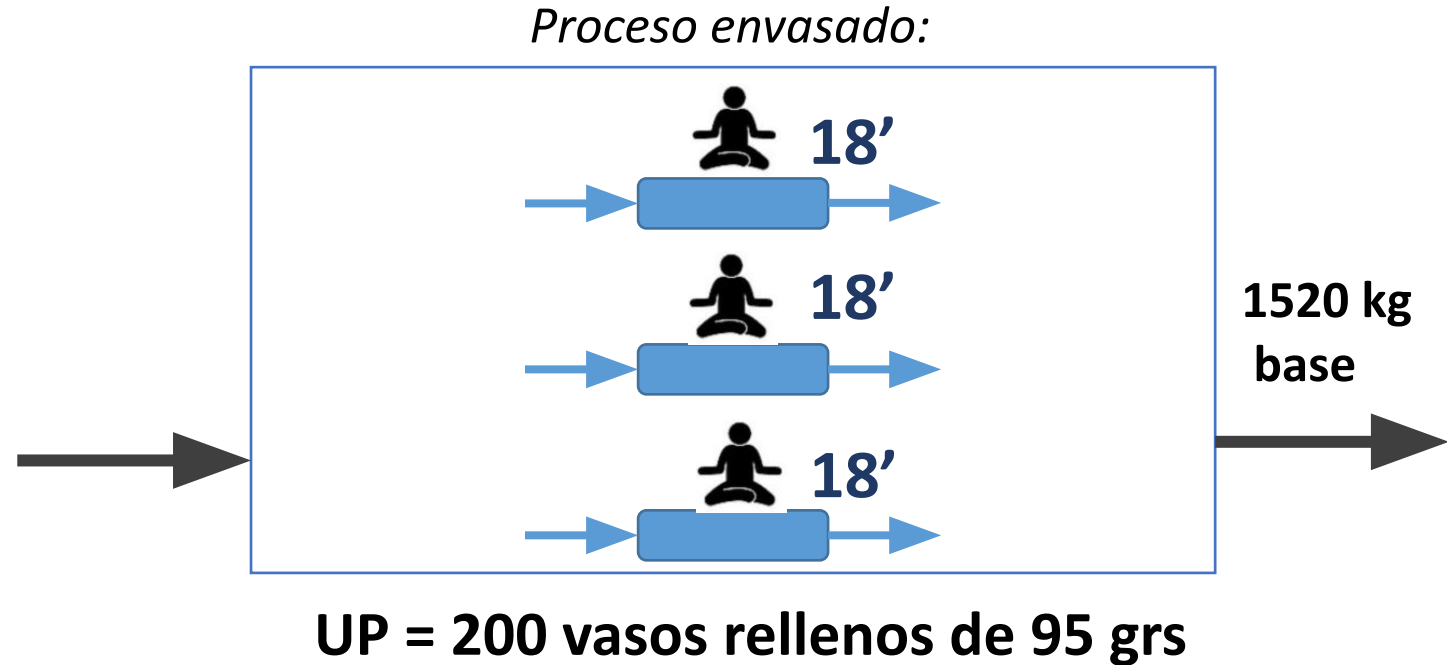 Proceso envasado:
18’
18’
1520 kg
base
18’
UP = 200 vasos rellenos de 95 grs